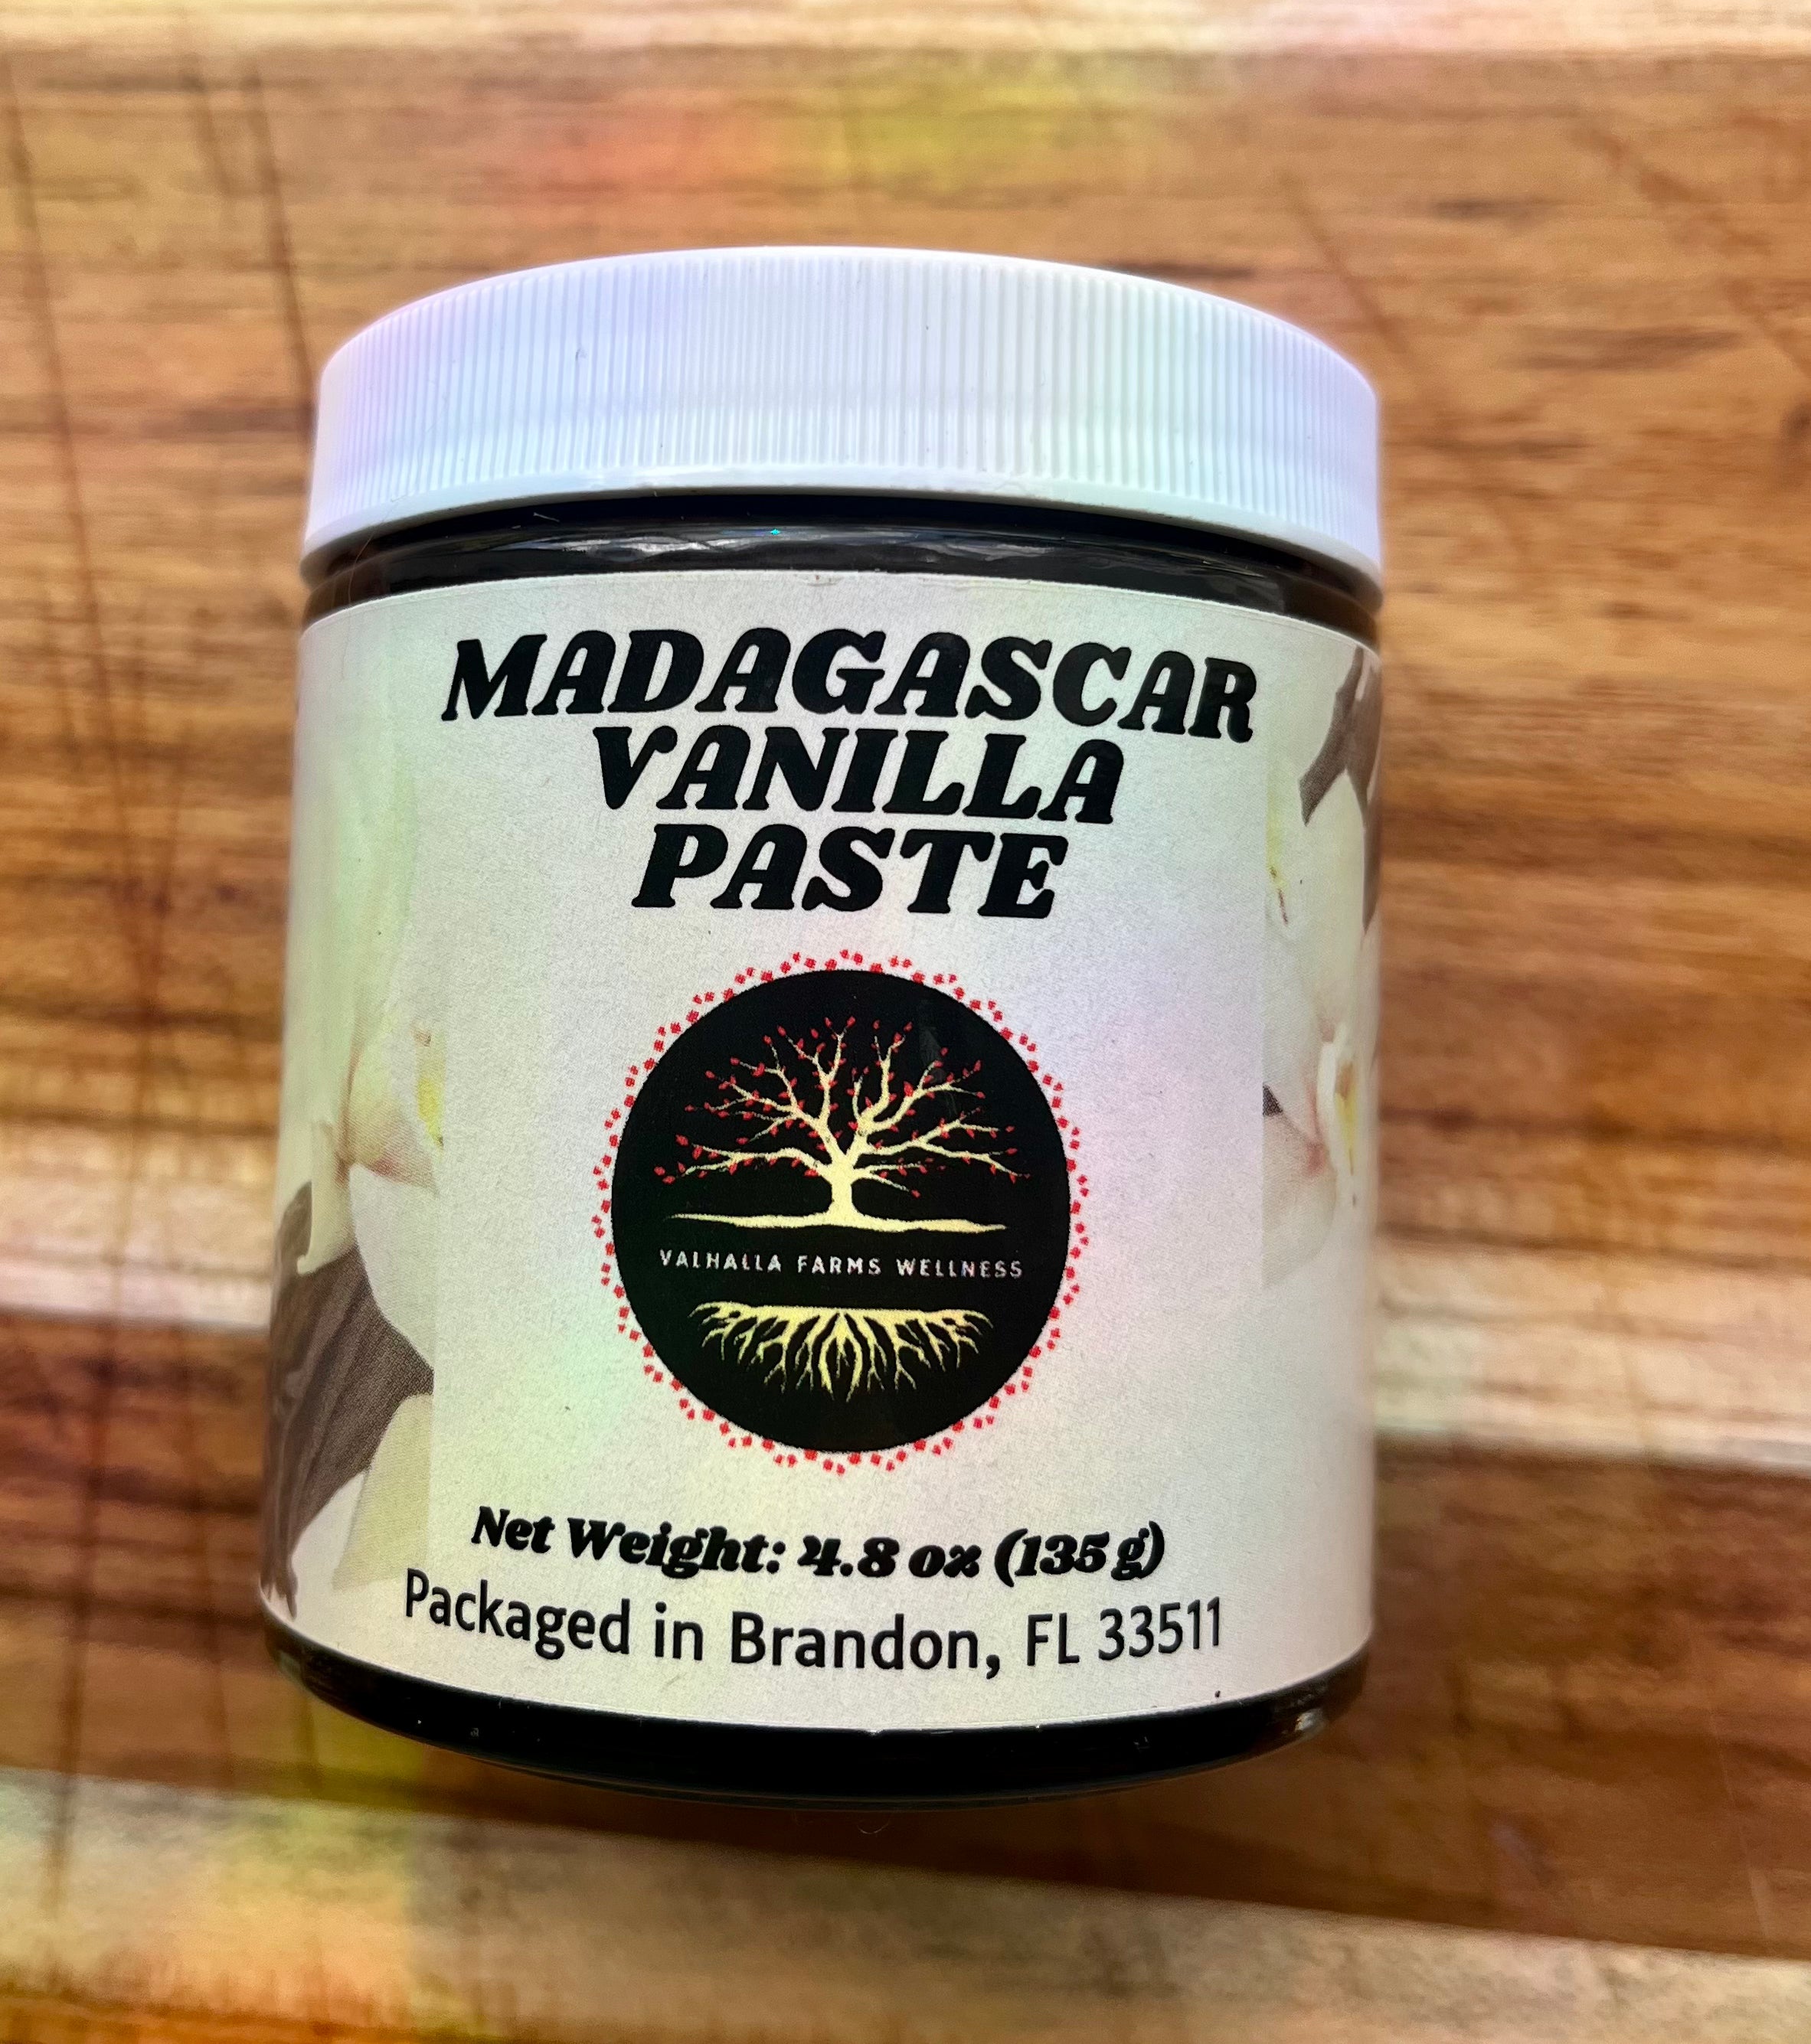 MADAGASCAR
VANILLA
PASTE
VALHALLA FARMS WELLNESS
Net Weight: 4.8 oz (135 g)
Packaged in Brandon, FL 33511